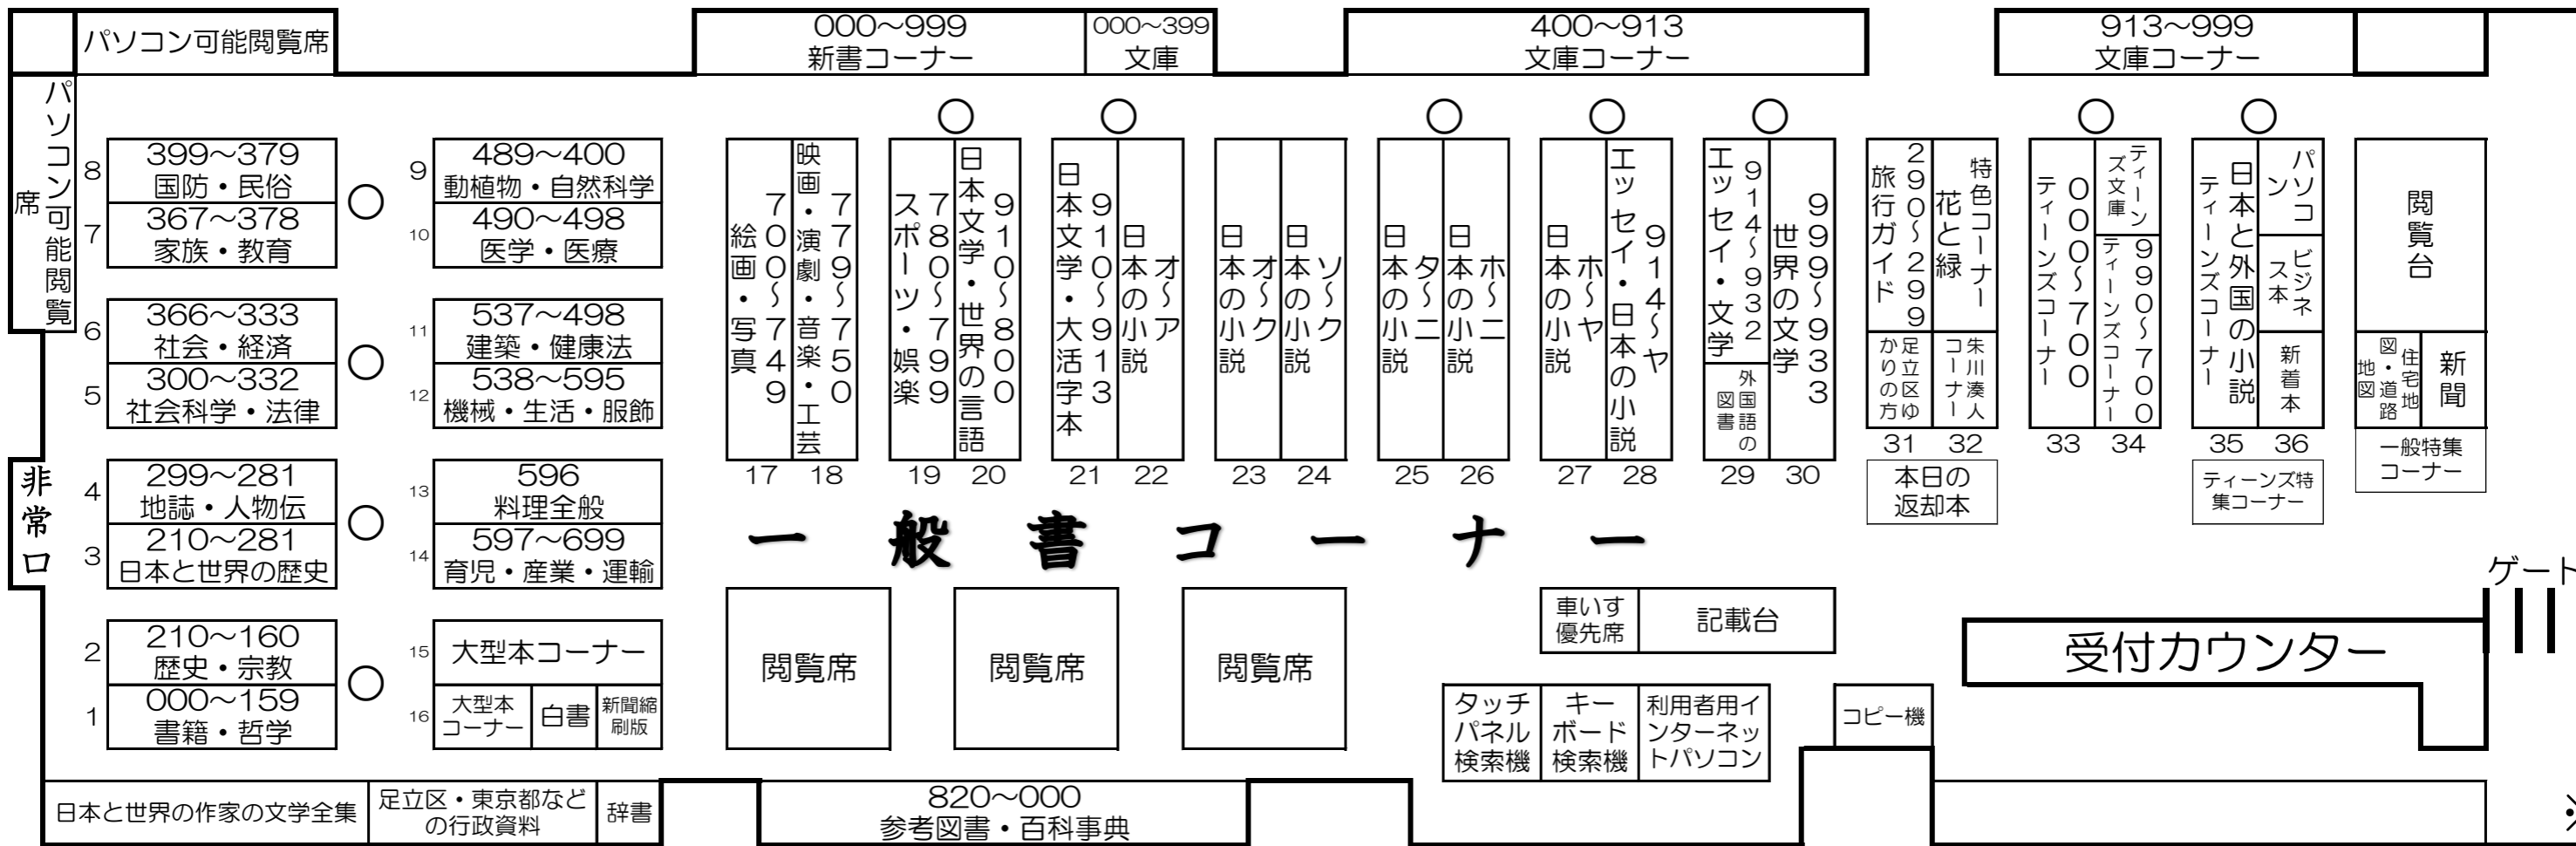 パソコン可能閲覧席
000～999
新書コーナー
000～399
文庫
400～913
文庫コーナー
913～999
文庫コーナー
パソコン可能閲覧席
8
399～379
国防・民俗
7
367～378
家族・教育
6
366～333
社会・経済
5
300～332
社会科学・法律
4
299～281
地誌・人物伝
3
210～281
日本と世界の歴史
2
210～160
歴史・宗教
1
000～159
書籍・哲学
非常口
9
489～400
動植物・自然科学
10
490～498
医学・医療
11
537～498
建築・健康法
12
538～595
機械・生活・服飾
13
596
料理全般
14
597～699
育児・産業・運輸
15
大型本コーナー
16
大型本
コーナー
白書
新聞縮
刷版
700～749
絵画・写真
17
779～750
映画・演劇・音楽・工芸
18
780～799
スポーツ・娯楽
19
910～800
日本文学・世界の言語
20
910～913
日本文学・大活字本
21
オ～ア
日本の小説
22
オ～ク
日本の小説
23
ソ～ク
日本の小説
24
タ～ニ
日本の小説
25
ホ～ニ
日本の小説
26
ホ～ヤ
日本の小説
27
914～ヤ
エッセイ・日本の小説
28
914～932
エッセイ・文学
外国語の
図書
29
999～933
世界の文学
30
290～299
旅行ガイド
足立区ゆ
かりの方
31
特色コーナー
花と緑
朱川湊人
コーナー
32
本日の
返却本
000～700
ティーンズコーナー
33
ティーン
ズ文庫
990～700
ティーンズコーナー
34
日本と外国の小説
ティーンズコーナー
35
パソコ
ン
ビジネ
ス本
新着本
36
ティーンズ特
集コーナー
閲覧台
住宅地
図・道路
地図
新聞
一般特集
コーナー
一般書コーナー
ゲート
閲覧席
閲覧席
閲覧席
車いす
優先席
記載台
受付カウンター
タッチ
パネル
検索機
キー
ボード
検索機
利用者用イ
ンターネッ
トパソコン
コピー機
日本と世界の作家の文学全集
足立区・東京都など
の行政資料
辞書
820～000
参考図書・百科事典